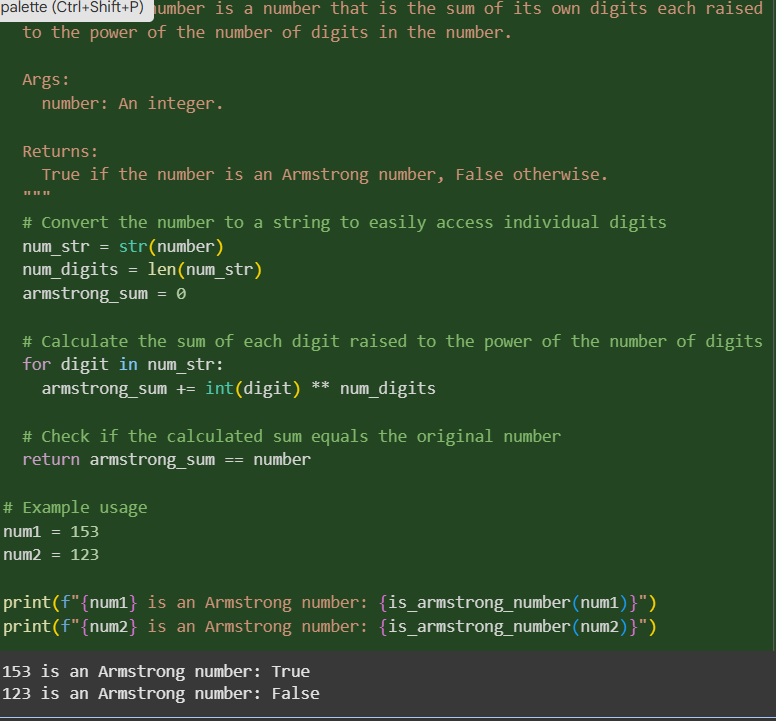 palette (Ctrl+Shift+P)
number is a number that is the sum of its own digits each raised
to the power of the number of digits in the number.
Args:
number: An integer.
Returns:
True if the number is an Armstrong number, False otherwise.
"""
# Convert the number to a string to easily access individual digits
num_str = str(number)
num_digits = len(num_str)
armstrong_sum = 0
# Calculate the sum of each digit raised to the power of the number of digits
for digit in num_str:
armstrong_sum += int(digit) ** num_digits
# Check if the calculated sum equals the original number
return armstrong_sum == number
# Example usage
num1 = 153
num2 = 123
print(f"{num1} is an Armstrong number: {is_armstrong_number(num1)}")
print(f"{num2} is an Armstrong number: {is_armstrong_number(num2)}")
153 is an Armstrong number: True
123 is an Armstrong number: False